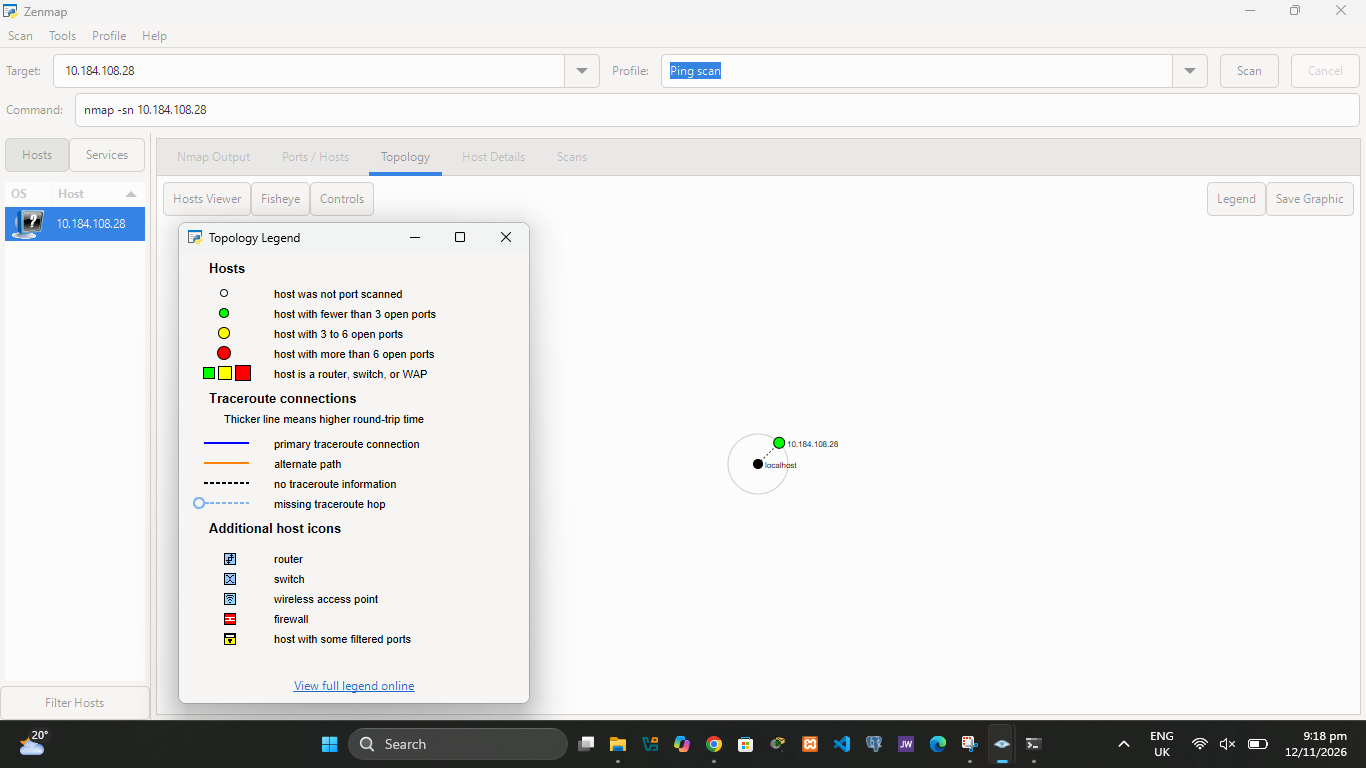 Zenmap
Scan Tools Profile Help
Target: 10.184.108.28 Profile: Ping scan Scan Cancel
Command: nmap -sn 10.184.108.28
Hosts Services
OS Host
10.184.108.28
Filter Hosts
Nmap Output Ports / Hosts Topology Host Details Scans
Hosts Viewer Fisheye Controls Legend Save Graphic
Topology Legend
Hosts
host was not port scanned
host with fewer than 3 open ports
host with 3 to 6 open ports
host with more than 6 open ports
host is a router, switch, or WAP
Traceroute connections
Thicker line means higher round-trip time
primary traceroute connection
alternate path
no traceroute information
missing traceroute hop
Additional host icons
router
switch
wireless access point
firewall
host with some filtered ports
View full legend online
10.184.108.28
localhost
20°
Search
JW
ENG
UK
9:18 pm
12/11/2026